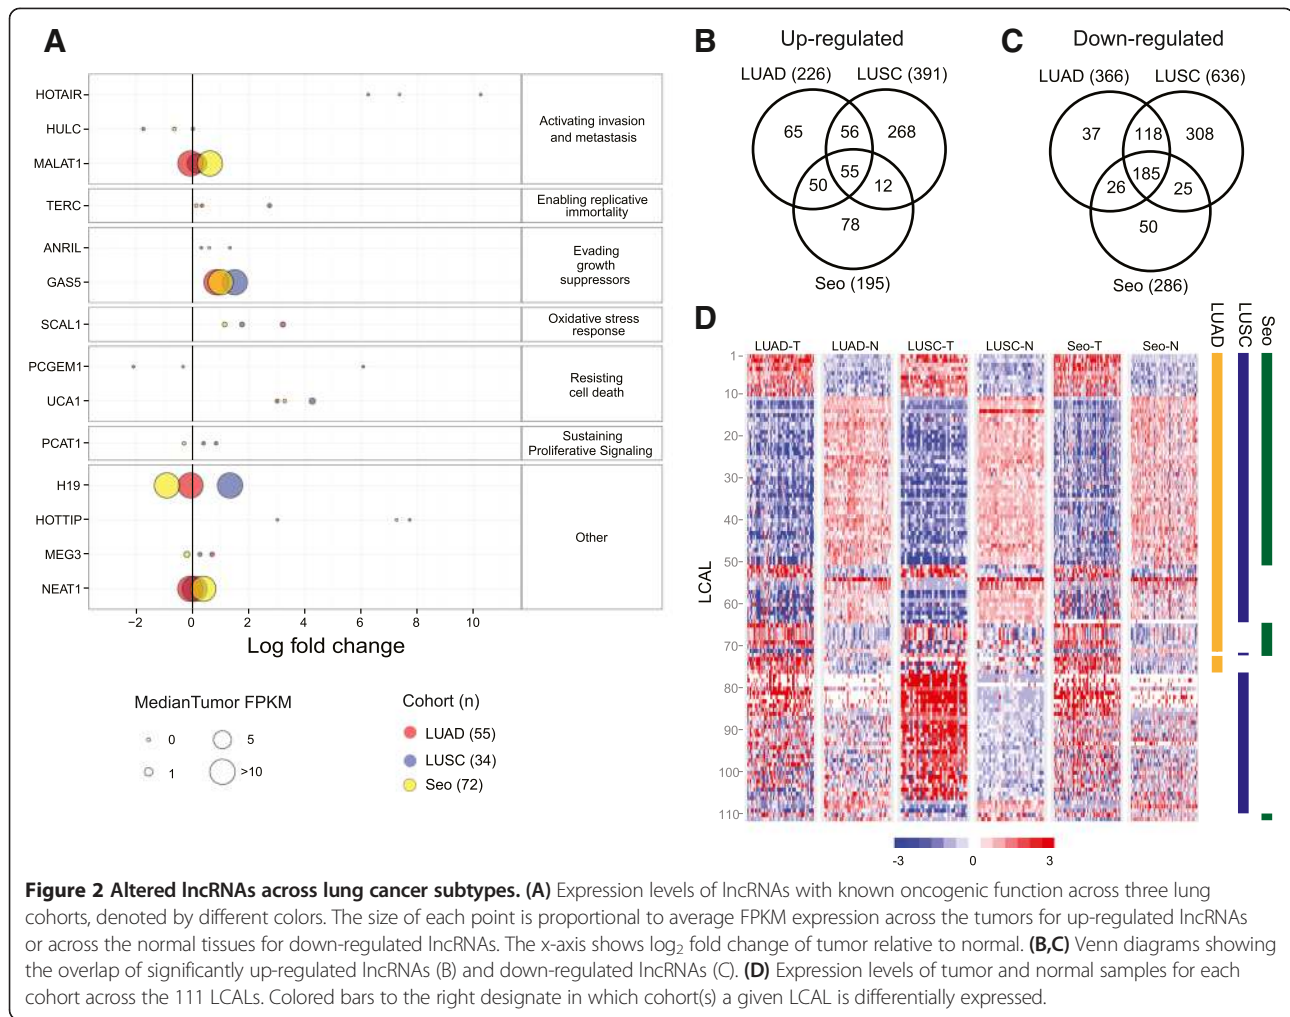 A
HOTAIR
HULC
MALAT1
Activating invasion
and metastasis
TERC
Enabling replicative
immortality
ANRIL
GAS5
Evading
growth
suppressors
SCAL1
Oxidative stress
response
PCGEM1
UCA1
Resisting
cell death
PCAT1
Sustaining
Proliferative Signaling
H19
HOTTIP
MEG3
NEAT1
Other
−2 0 2 4 6 8 10
Log fold change
MedianTumor FPKM
0 5
1 >10
Cohort (n)
LUAD (55)
LUSC (34)
Seo (72)
B
Up-regulated
LUAD (226) LUSC (391)
65 56 268
55
50 12
78
Seo (195)
C
Down-regulated
LUAD (366) LUSC (636)
37 118 308
185
26 25
50
Seo (286)
D
LUAD-T LUAD-N LUSC-T LUSC-N Seo-T Seo-N
LUAD
LUSC
Seo
LCAL
1
10
20
30
40
50
60
70
80
90
100
110
-3 0 3
Figure 2 Altered lncRNAs across lung cancer subtypes. (A) Expression levels of lncRNAs with known oncogenic function across three lung
cohorts, denoted by different colors. The size of each point is proportional to average FPKM expression across the tumors for up-regulated lncRNAs
or across the normal tissues for down-regulated lncRNAs. The x-axis shows log₂ fold change of tumor relative to normal. (B,C) Venn diagrams showing
the overlap of significantly up-regulated lncRNAs (B) and down-regulated lncRNAs (C). (D) Expression levels of tumor and normal samples for each
cohort across the 111 LCALs. Colored bars to the right designate in which cohort(s) a given LCAL is differentially expressed.